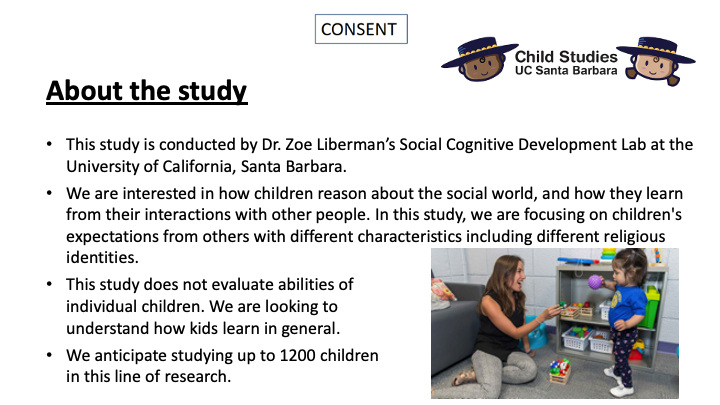 CONSENT
Child Studies
UC Santa Barbara
About the study
• This study is conducted by Dr. Zoe Liberman’s Social Cognitive Development Lab at the
University of California, Santa Barbara.
• We are interested in how children reason about the social world, and how they learn
from their interactions with other people. In this study, we are focusing on children's
expectations from others with different characteristics including different religious
identities.
• This study does not evaluate abilities of
individual children. We are looking to
understand how kids learn in general.
• We anticipate studying up to 1200 children
in this line of research.